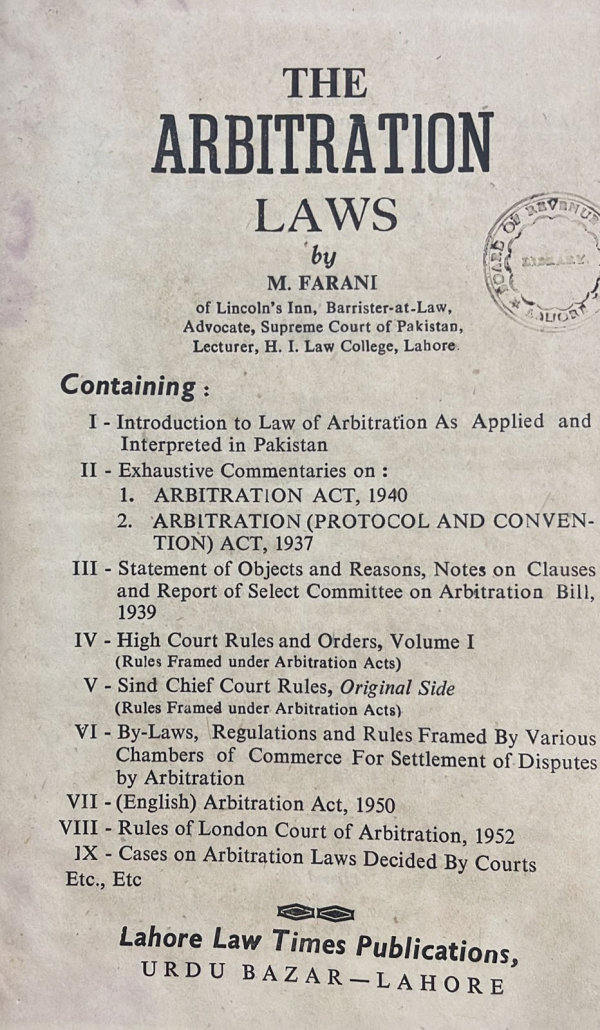 THE
ARBITRATION
LAWS
by
M. FARANI
of Lincoln's Inn, Barrister-at-Law,
Advocate, Supreme Court of Pakistan,
Lecturer, H. I. Law College, Lahore.
BOARD OF REVENUE
LIBRARY
LAHORE
Containing :
I - Introduction to Law of Arbitration As Applied and
Interpreted in Pakistan
II - Exhaustive Commentaries on :
1. ARBITRATION ACT, 1940
2. ARBITRATION (PROTOCOL AND CONVEN-
TION) ACT, 1937
III - Statement of Objects and Reasons, Notes on Clauses
and Report of Select Committee on Arbitration Bill,
1939
IV - High Court Rules and Orders, Volume I
(Rules Framed under Arbitration Acts)
V - Sind Chief Court Rules, Original Side
(Rules Framed under Arbitration Acts)
VI - By-Laws, Regulations and Rules Framed By Various
Chambers of Commerce For Settlement of Disputes
by Arbitration
VII - (English) Arbitration Act, 1950
VIII - Rules of London Court of Arbitration, 1952
IX - Cases on Arbitration Laws Decided By Courts
Etc., Etc
Lahore Law Times Publications,
URDU BAZAR—LAHORE